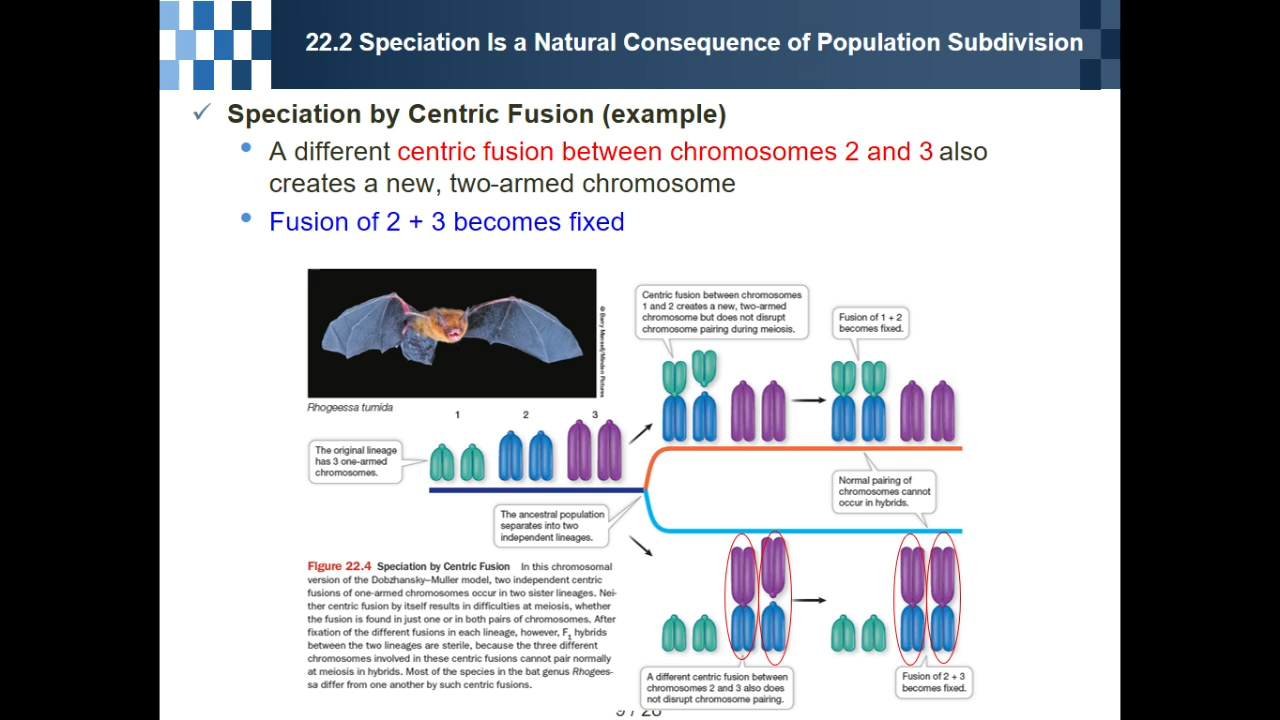 22.2 Speciation Is a Natural Consequence of Population Subdivision
Speciation by Centric Fusion (example)
A different centric fusion between chromosomes 2 and 3 also
creates a new, two-armed chromosome
Fusion of 2 + 3 becomes fixed
© Barry Mansell/Minden Pictures
Rhogeessa tumida
1
2
3
The original lineage
has 3 one-armed
chromosomes.
Centric fusion between chromosomes
1 and 2 creates a new, two-armed
chromosome but does not disrupt
chromosome pairing during meiosis.
Fusion of 1 + 2
becomes fixed.
The ancestral population
separates into two
independent lineages.
Normal pairing of
chromosomes cannot
occur in hybrids.
Figure 22.4 Speciation by Centric Fusion In this chromosomal
version of the Dobzhansky–Muller model, two independent centric
fusions of one-armed chromosomes occur in two sister lineages. Nei-
ther centric fusion by itself results in difficulties at meiosis, whether
the fusion is found in just one or in both pairs of chromosomes. After
fixation of the different fusions in each lineage, however, F1 hybrids
between the two lineages are sterile, because the three different
chromosomes involved in these centric fusions cannot pair normally
at meiosis in hybrids. Most of the species in the bat genus Rhogees-
sa differ from one another by such centric fusions.
A different centric fusion between
chromosomes 2 and 3 also does
not disrupt chromosome pairing.
Fusion of 2 + 3
becomes fixed.